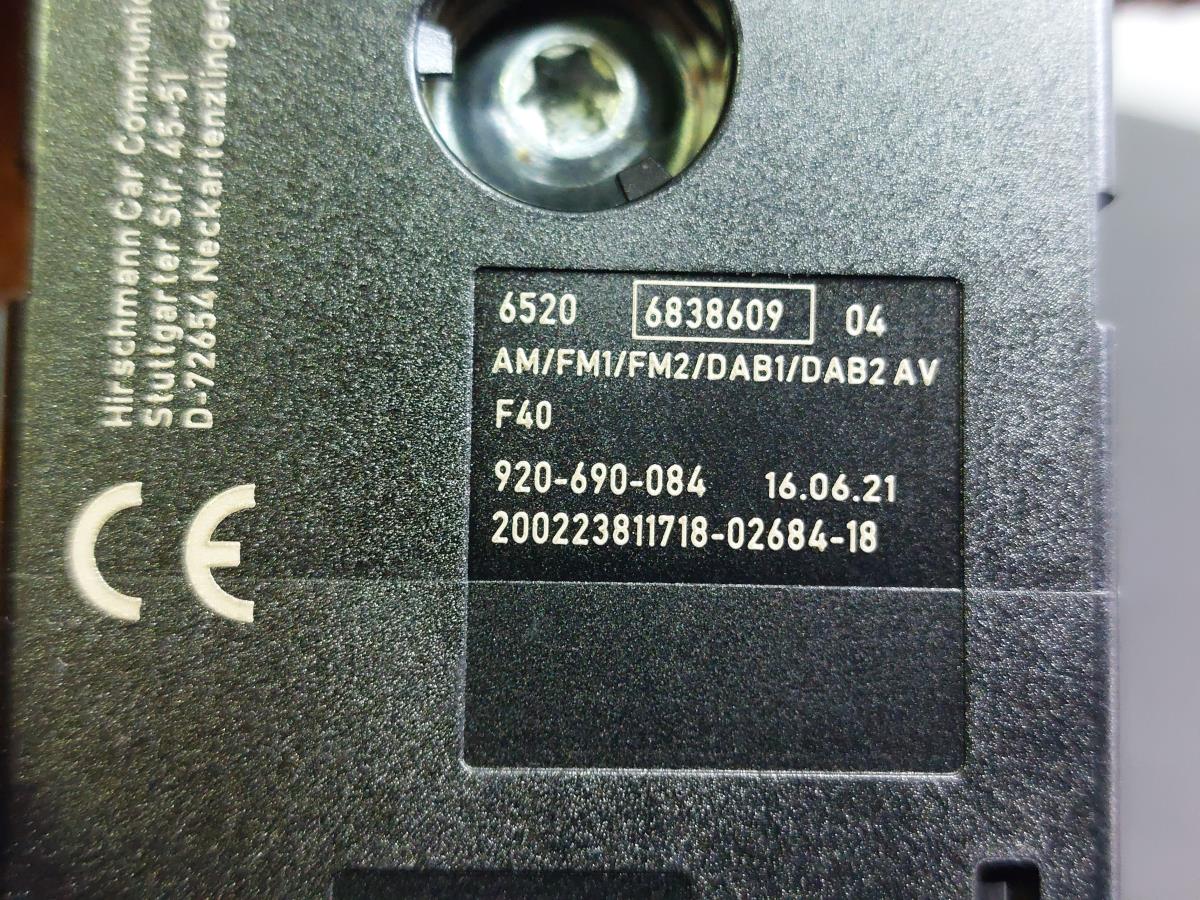 Hirschmann Car
Stuttgarter Str. 45-51
D-72654 Neckartenzlingen
CE
6520 6838609 04
AM/FM1/FM2/DAB1/DAB2 AV
F40
920-690-084 16.06.21
200223811718-02684-18